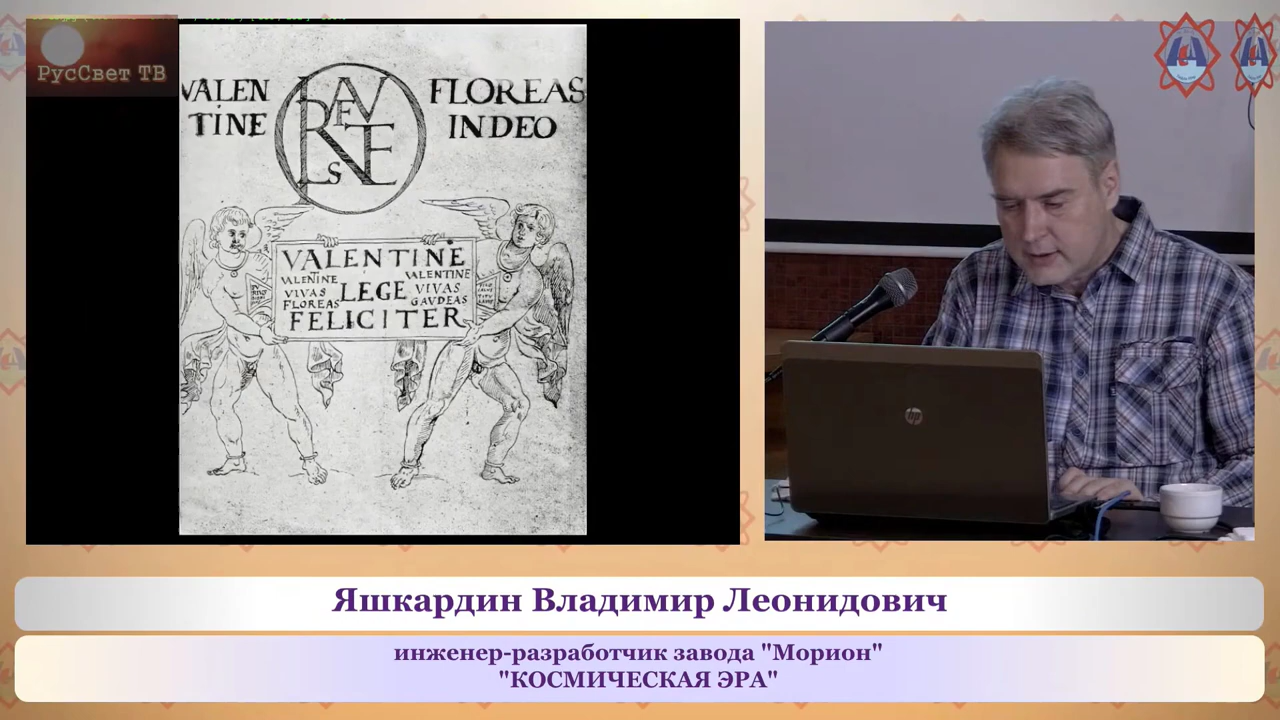 РусСвет ТВ
VALEN
TINE
FLOREAS
INDEO
VALENTINE
VALENTINE
VIVAS
FLOREAS
LEGE
VALENTINE
VIVAS
GAVDEAS
FELICITER
hp
Яшкардин Владимир Леонидович
инженер-разработчик завода "Морион"
"КОСМИЧЕСКАЯ ЭРА"